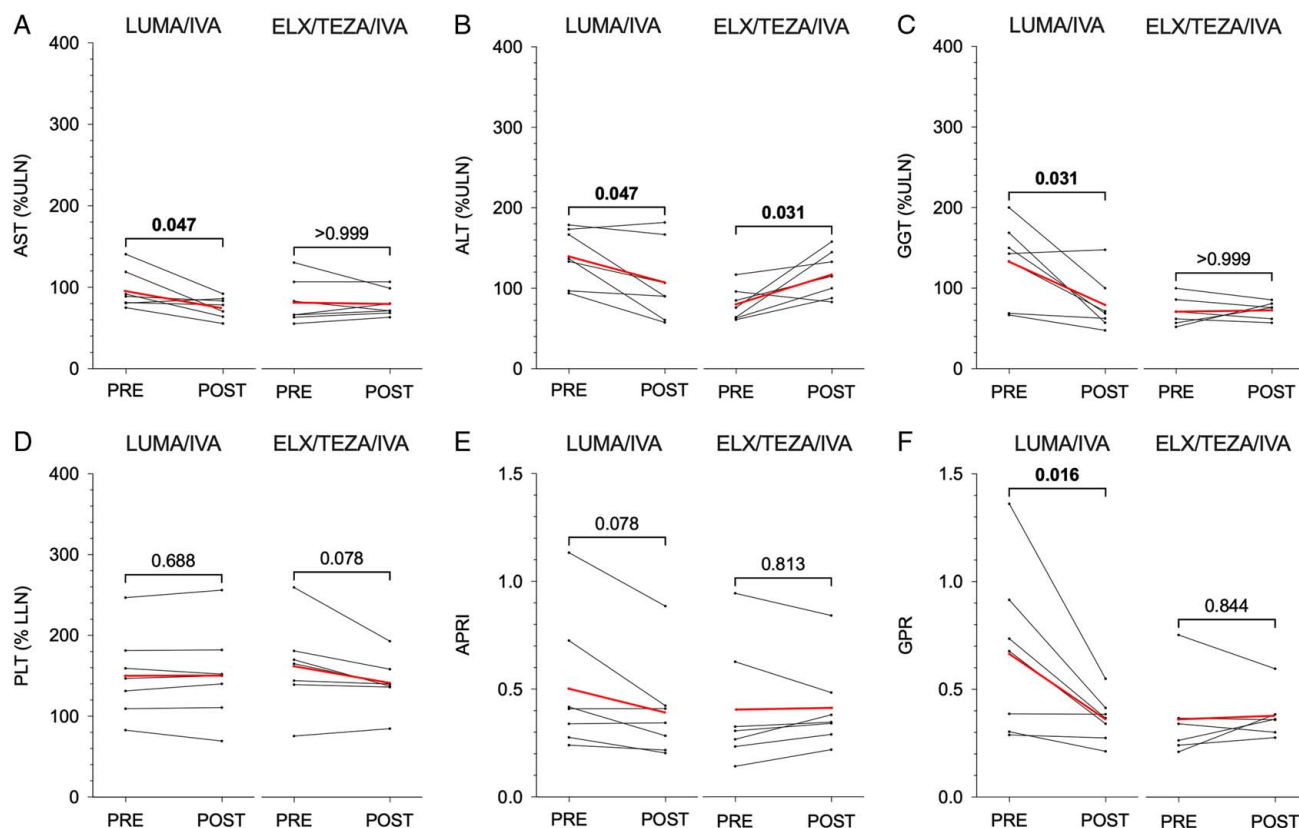 A LUMA/IVA ELX/TEZA/IVA
AST (%ULN)
400
300
200
100
0
0.047
>0.999
PRE POST PRE POST
B LUMA/IVA ELX/TEZA/IVA
ALT (%ULN)
400
300
200
100
0
0.047
0.031
PRE POST PRE POST
C LUMA/IVA ELX/TEZA/IVA
GGT (%ULN)
400
300
200
100
0
0.031
>0.999
PRE POST PRE POST
D LUMA/IVA ELX/TEZA/IVA
PLT (% LLN)
400
300
200
100
0
0.688
0.078
PRE POST PRE POST
E LUMA/IVA ELX/TEZA/IVA
APRI
1.5
1.0
0.5
0.0
0.078
0.813
PRE POST PRE POST
F LUMA/IVA ELX/TEZA/IVA
GPR
1.5
1.0
0.5
0.0
0.016
0.844
PRE POST PRE POST